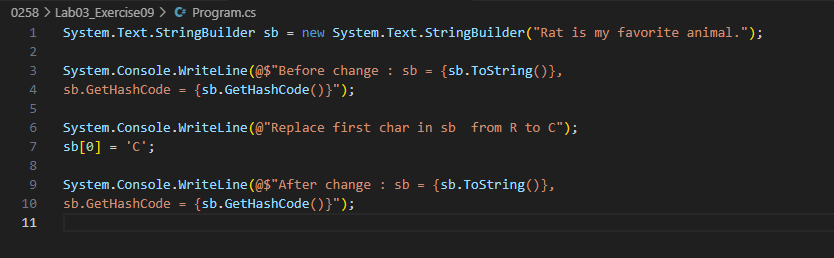 0258 > Lab03_Exercise09 > Program.cs
1 System.Text.StringBuilder sb = new System.Text.StringBuilder("Rat is my favorite animal.");
2
3 System.Console.WriteLine(@$"Before change : sb = {sb.ToString()},
4 sb.GetHashCode = {sb.GetHashCode()}");
5
6 System.Console.WriteLine(@"Replace first char in sb  from R to C");
7 sb[0] = 'C';
8
9 System.Console.WriteLine(@$"After change : sb = {sb.ToString()},
10 sb.GetHashCode = {sb.GetHashCode()}");
11